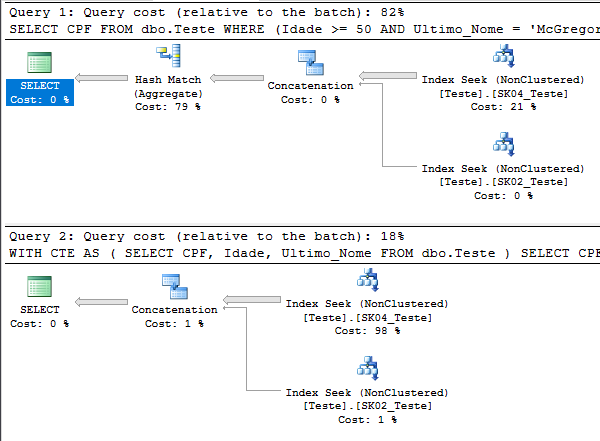 Query 1: Query cost (relative to the batch): 82%
SELECT CPF FROM dbo.Teste WHERE (Idade >= 50 AND Ultimo_Nome = 'McGregor
SELECT
Cost: 0 %
Hash Match
(Aggregate)
Cost: 79 %
Concatenation
Cost: 0 %
Index Seek (NonClustered)
[Teste].[SK04_Teste]
Cost: 21 %
Index Seek (NonClustered)
[Teste].[SK02_Teste]
Cost: 0 %
Query 2: Query cost (relative to the batch): 18%
WITH CTE AS ( SELECT CPF, Idade, Ultimo_Nome FROM dbo.Teste ) SELECT CPF
SELECT
Cost: 0 %
Concatenation
Cost: 1 %
Index Seek (NonClustered)
[Teste].[SK04_Teste]
Cost: 98 %
Index Seek (NonClustered)
[Teste].[SK02_Teste]
Cost: 1 %